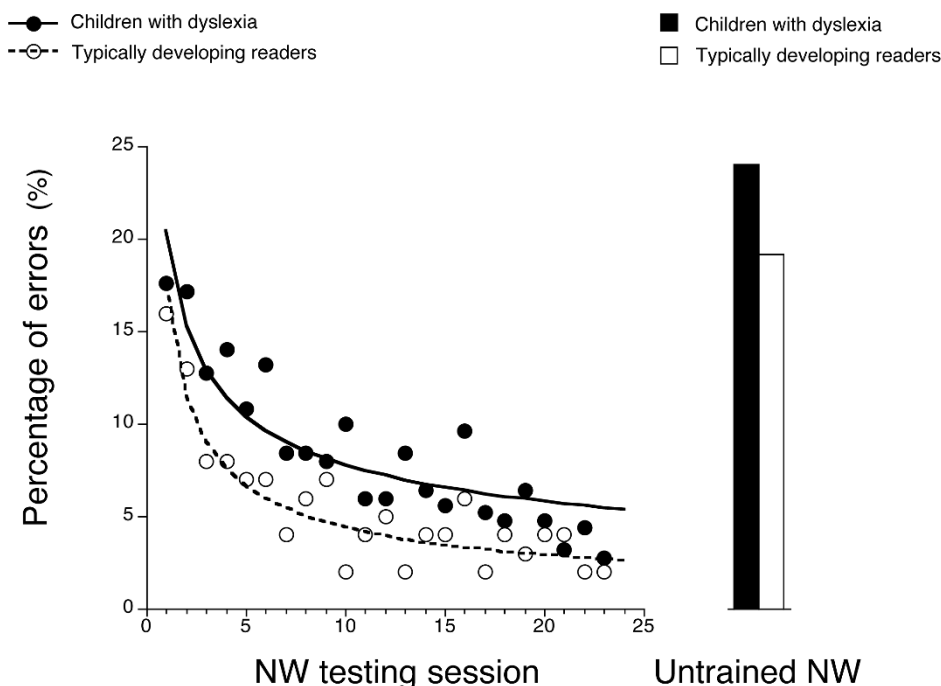 Children with dyslexia
Typically developing readers
Children with dyslexia
Typically developing readers
Percentage of errors (%)
25
20
15
10
5
0
0 5 10 15 20 25
NW testing session
Untrained NW